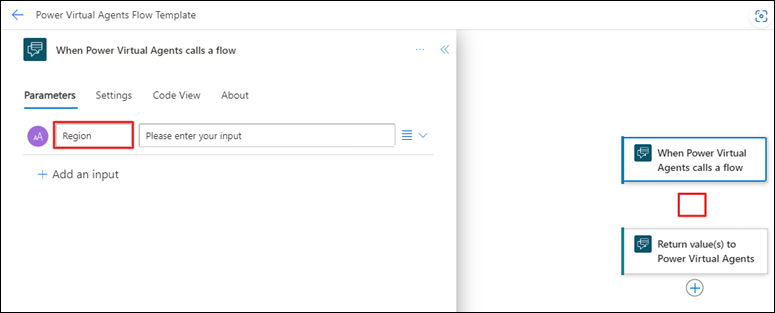 Power Virtual Agents Flow Template
When Power Virtual Agents calls a flow
Parameters Settings Code View About
AA
Region Please enter your input
Add an input
When Power Virtual
Agents calls a flow
Return value(s) to
Power Virtual Agents